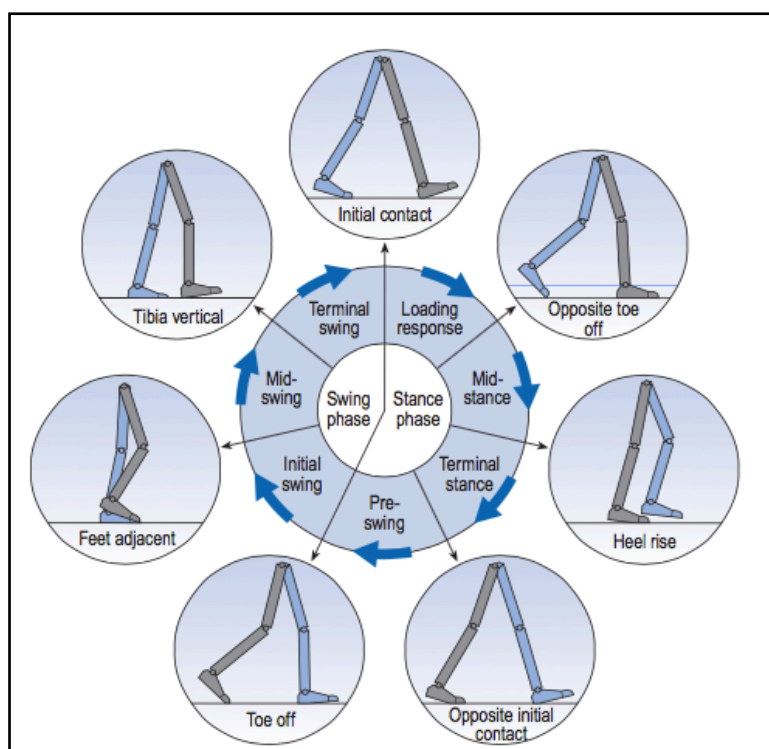 Initial contact
Tibia vertical
Opposite toe
off
Terminal
swing
Loading
response
Mid-
swing
Swing
phase
Stance
phase
Mid-
stance
Initial
swing
Terminal
stance
Pre-
swing
Feet adjacent
Heel rise
Toe off
Opposite initial
contact